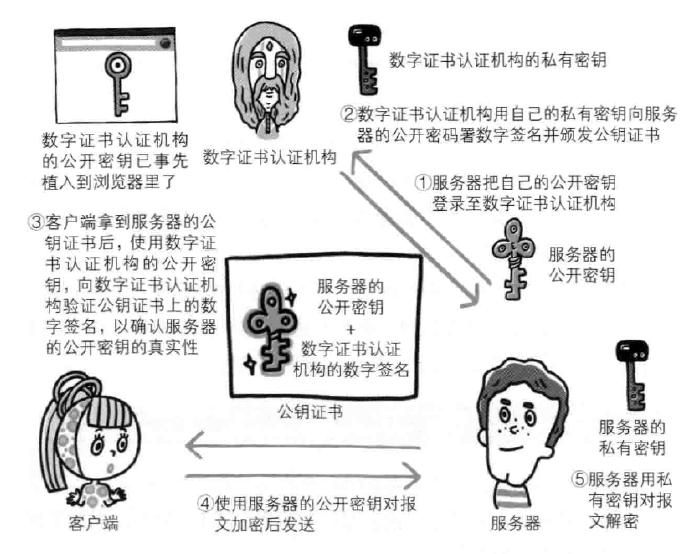 数字证书认证机构
的公开密钥已事先
植入到浏览器里了
数字证书认证机构
数字证书认证机构的私有密钥
②数字证书认证机构用自己的私有密钥向服务
器的公开密码署数字签名并颁发公钥证书
①服务器把自己的公开密钥
登录至数字证书认证机构
服务器的
公开密钥
③客户端拿到服务器的公
钥证书后，使用数字证
书认证机构的公开密
钥，向数字证书认证机
构验证公钥证书上的数
字签名，以确认服务器
的公开密钥的真实性
服务器的
公开密钥
+
数字证书认证
机构的数字签名
公钥证书
服务器的
私有密钥
④使用服务器的公开密钥对报
文加密后发送
⑤服务器用私
有密钥对报
文解密
客户端
服务器